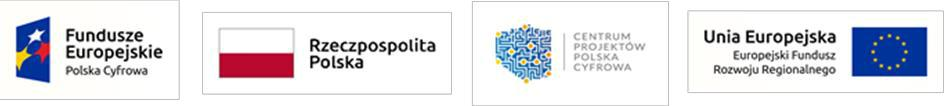 Fundusze
Europejskie
Polska Cyfrowa
Rzeczpospolita
Polska
CENTRUM
PROJEKTÓW
POLSKA
CYFROWA
Unia Europejska
Europejski Fundusz
Rozwoju Regionalnego